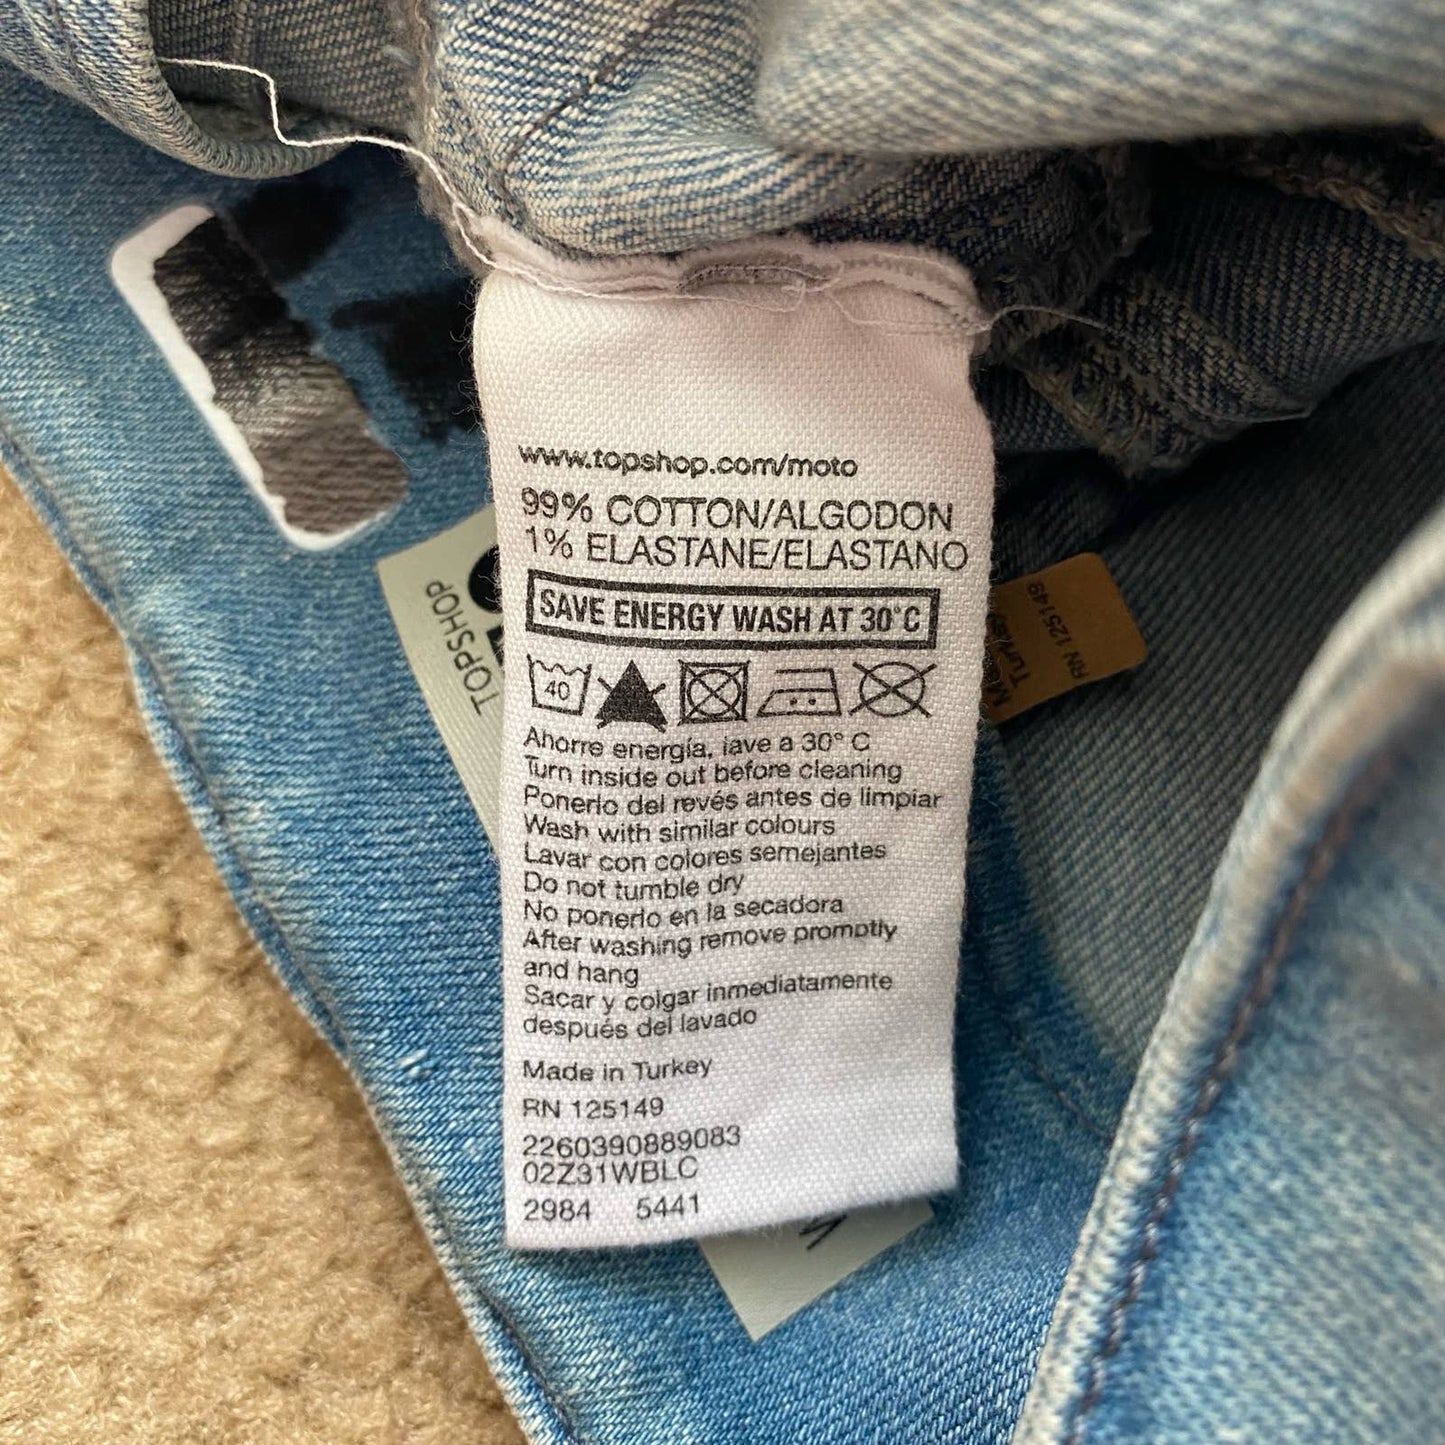 www.topshop.com/moto
99% COTTON/ALGODON
1% ELASTANE/ELASTANO
SAVE ENERGY WASH AT 30°C
40
Ahorre energía, lave a 30° C
Turn inside out before cleaning
Ponerlo del revés antes de limpiar
Wash with similar colours
Lavar con colores semejantes
Do not tumble dry
No ponerlo en la secadora
After washing remove promptly
and hang
Sacar y colgar inmediatamente
después del lavado
Made in Turkey
RN 125149
2260390889083
02Z31WBLC
2984 5441
TOPSHOP
RN 125149